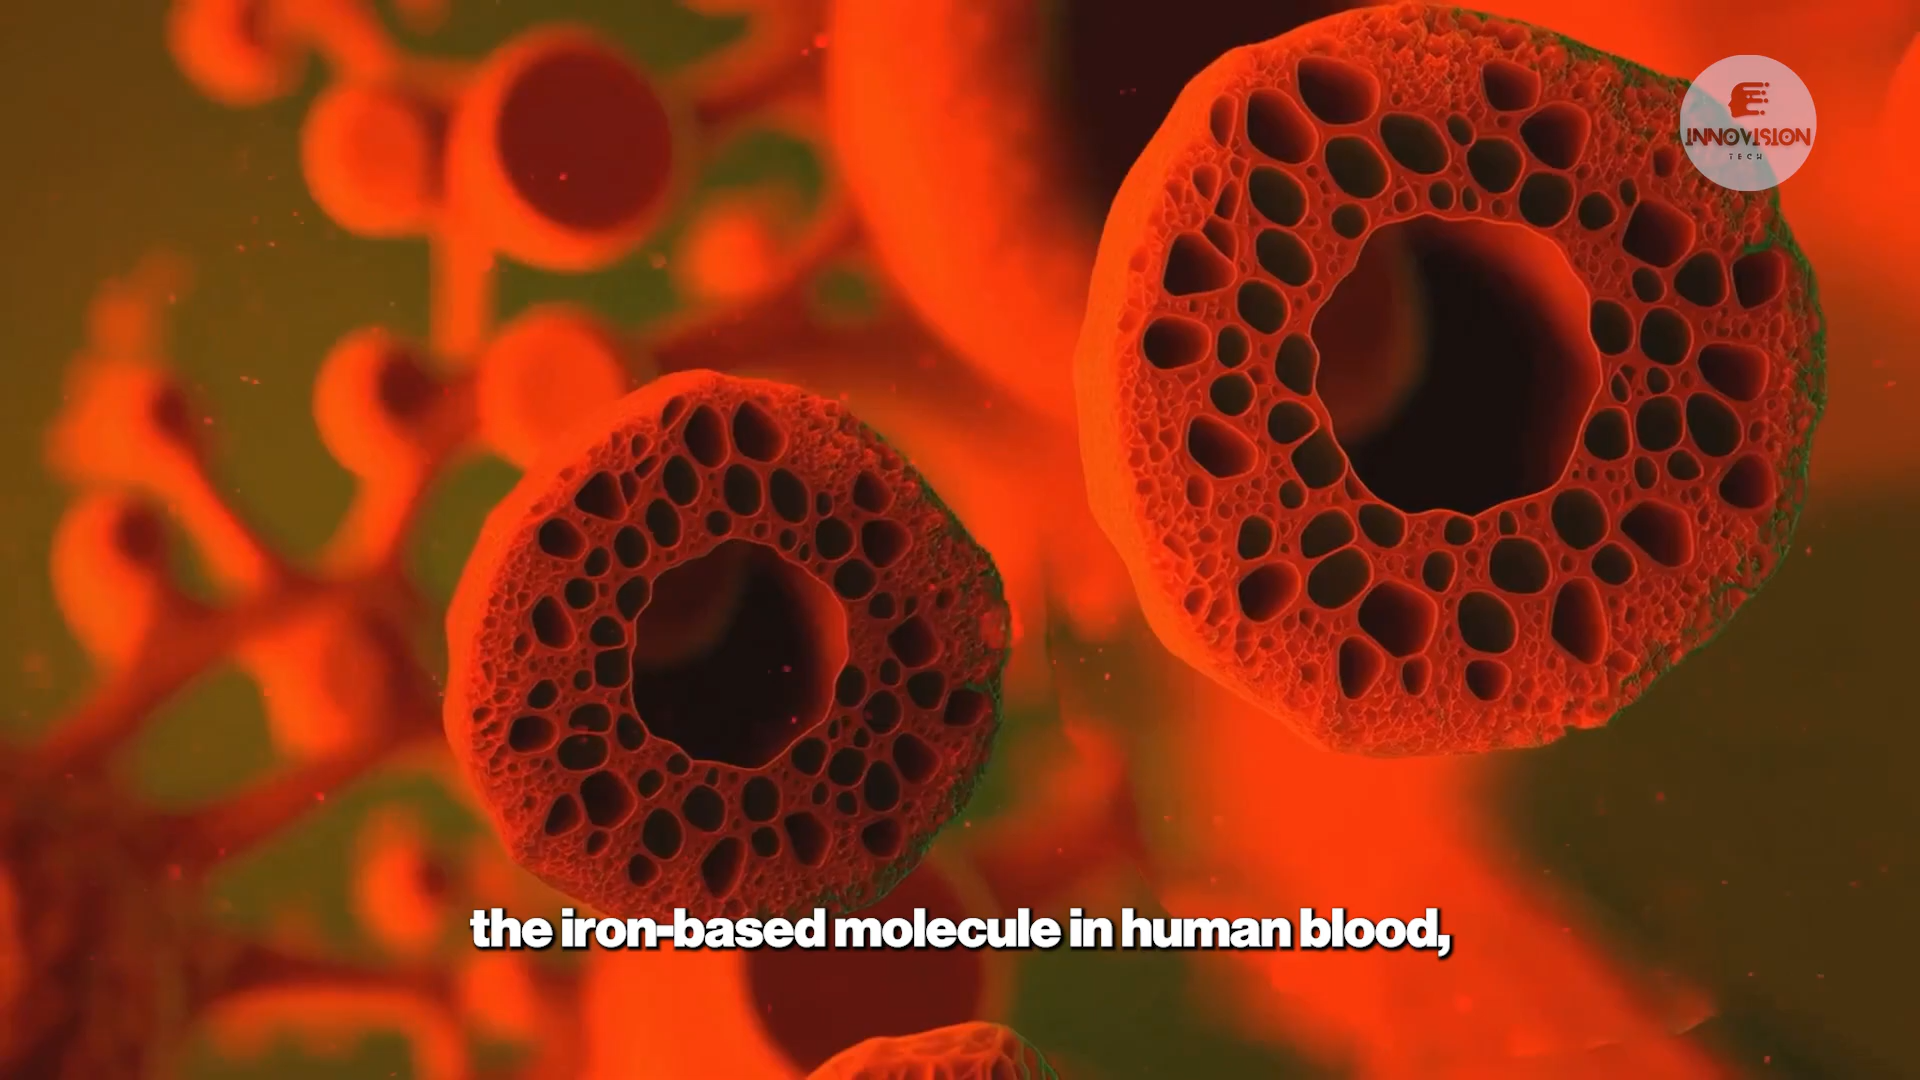 INNOVISION
TECH
the iron-based molecule in human blood,